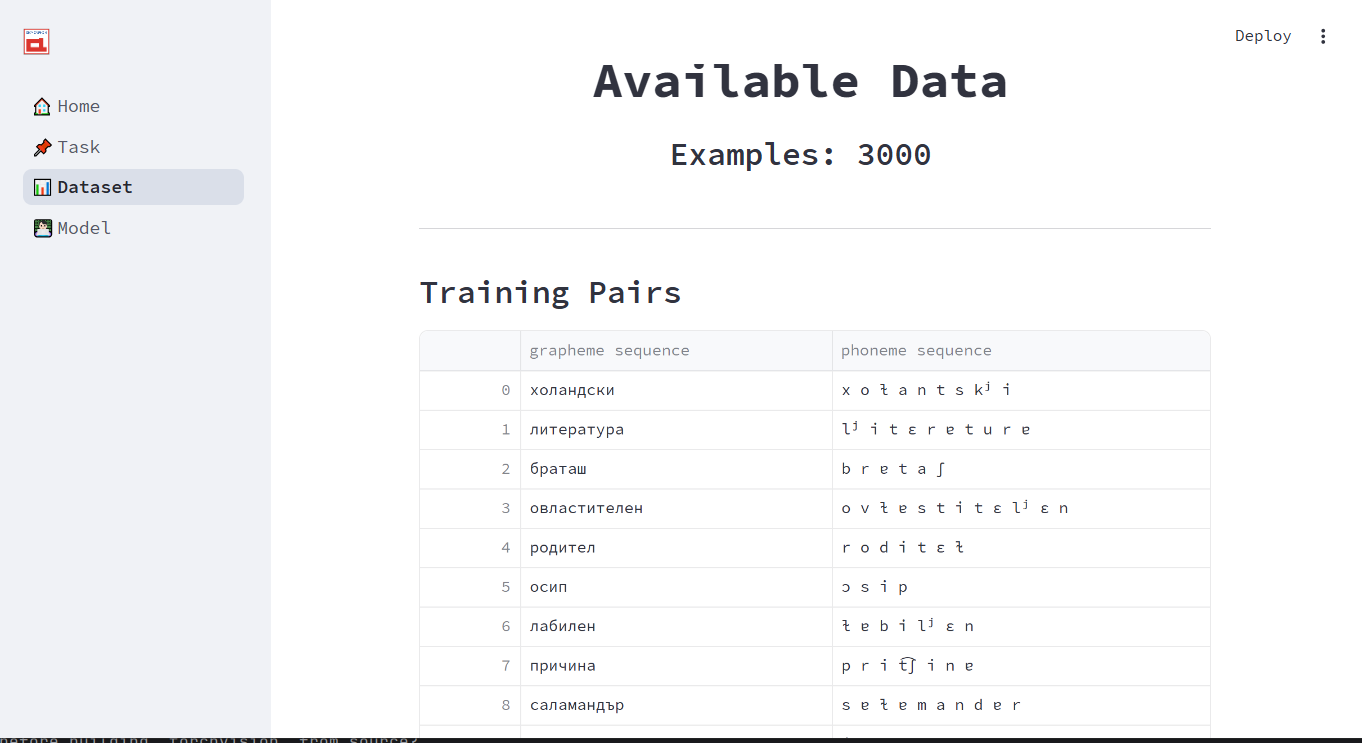 Deploy
Home
Task
Dataset
Model
Available Data
Examples: 3000
Training Pairs
grapheme sequence phoneme sequence
0 холандски x o ɫ a n t s kʲ i
1 литература lʲ i t ɛ r ɐ t u r ɐ
2 браташ b r ɐ t a ʃ
3 овластителен o v ɫ ɐ s t i t ɛ lʲ ɛ n
4 родител r o d i t ɛ ɫ
5 осип ɔ s i p
6 лабилен ɫ ɐ b i lʲ ɛ n
7 причина p r i t͡ʃ i n ɐ
8 саламандър s ɐ ɫ ɐ m a n d ɐ r